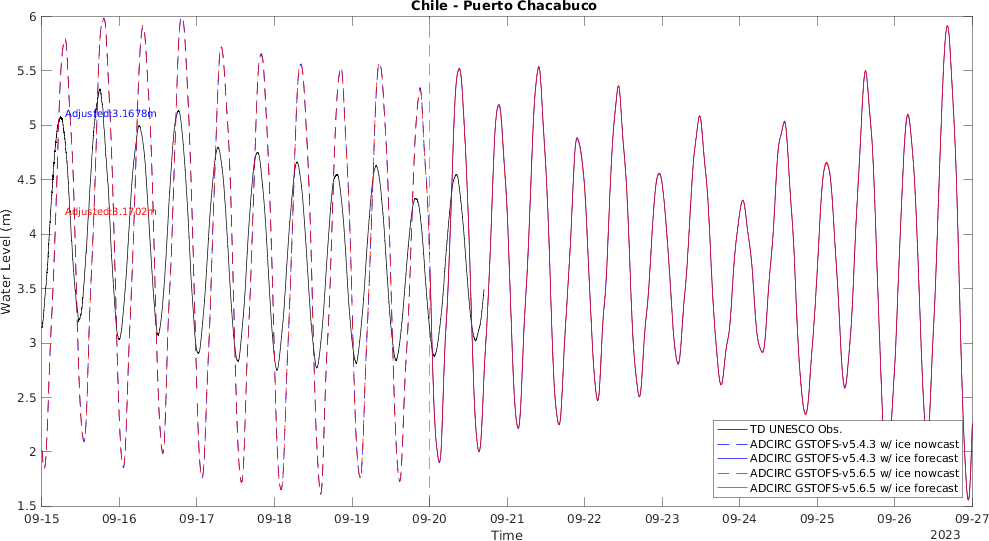 Chile - Puerto Chacabuco
Water Level (m)
6
5.5
5
4.5
4
3.5
3
2.5
2
1.5
Adjusted:3.1678m
Adjusted:3.1702m
TD UNESCO Obs.
ADCIRC GSTOFS-v5.4.3 w/ ice nowcast
ADCIRC GSTOFS-v5.4.3 w/ ice forecast
ADCIRC GSTOFS-v5.6.5 w/ ice nowcast
ADCIRC GSTOFS-v5.6.5 w/ ice forecast
09-15 09-16 09-17 09-18 09-19 09-20 09-21 09-22 09-23 09-24 09-25 09-26 09-27
Time
2023